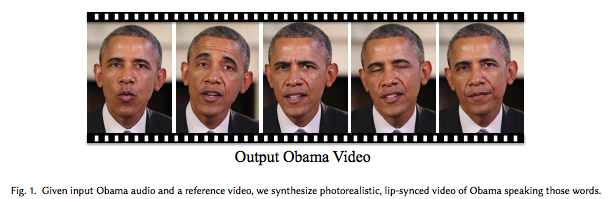 Output Obama Video
Fig. 1. Given input Obama audio and a reference video, we synthesize photorealistic, lip-synced video of Obama speaking those words.